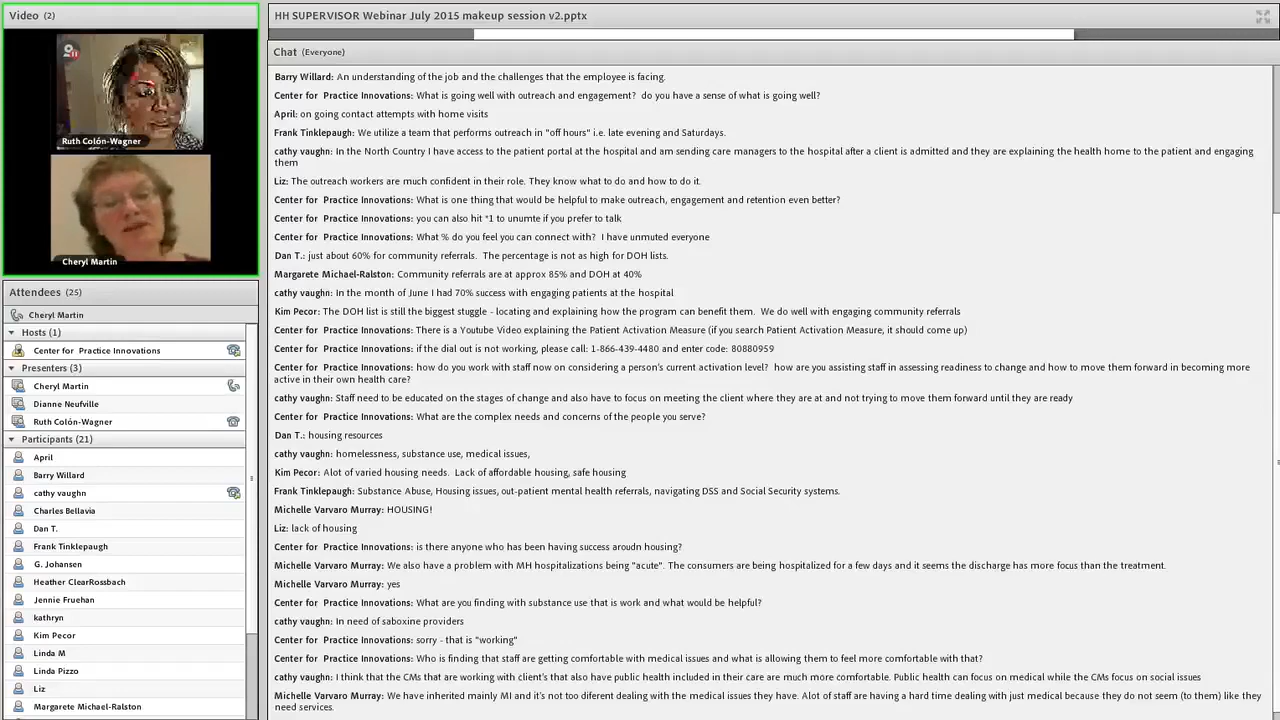 Video (2)
Ruth Colón-Wagner
Cheryl Martin
Attendees (25)
Cheryl Martin
Hosts (1)
Center for Practice Innovations
Presenters (3)
Cheryl Martin
Dianne Neufville
Ruth Colón-Wagner
Participants (21)
April
Barry Willard
cathy vaughn
Charles Bellavia
Dan T.
Frank Tinklepaugh
G. Johansen
Heather ClearRossbach
Jennie Fruehan
kathryn
Kim Pecor
Linda M
Linda Pizzo
Liz
Margarete Michael-Ralston
HH SUPERVISOR Webinar July 2015 makeup session v2.pptx
Chat (Everyone)
Barry Willard: An understanding of the job and the challenges that the employee is facing.
Center for Practice Innovations: What is going well with outreach and engagement? do you have a sense of what is going well?
April: on going contact attempts with home visits
Frank Tinklepaugh: We utilize a team that performs outreach in "off hours" i.e. late evening and Saturdays.
cathy vaughn: In the North Country I have access to the patient portal at the hospital and am sending care managers to the hospital after a client is admitted and they are explaining the health home to the patient and engaging
them
Liz: The outreach workers are much confident in their role. They know what to do and how to do it.
Center for Practice Innovations: What is one thing that would be helpful to make outreach, engagement and retention even better?
Center for Practice Innovations: you can also hit *1 to unumte if you prefer to talk
Center for Practice Innovations: What % do you feel you can connect with? I have unmuted everyone
Dan T.: just about 60% for community referrals. The percentage is not as high for DOH lists.
Margarete Michael-Ralston: Community referrals are at approx 85% and DOH at 40%
cathy vaughn: In the month of June I had 70% success with engaging patients at the hospital
Kim Pecor: The DOH list is still the biggest stuggle - locating and explaining how the program can benefit them. We do well with engaging community referrals
Center for Practice Innovations: There is a Youtube Video explaining the Patient Activation Measure (if you search Patient Activation Measure, it should come up)
Center for Practice Innovations: if the dial out is not working, please call: 1-866-439-4480 and enter code: 80880959
Center for Practice Innovations: how do you work with staff now on considering a person's current activation level? how are you assisting staff in assessing readiness to change and how to move them forward in becoming more
active in their own health care?
cathy vaughn: Staff need to be educated on the stages of change and also have to focus on meeting the client where they are at and not trying to move them forward until they are ready
Center for Practice Innovations: What are the complex needs and concerns of the people you serve?
Dan T.: housing resources
cathy vaughn: homelessness, substance use, medical issues,
Kim Pecor: Alot of varied housing needs. Lack of affordable housing, safe housing
Frank Tinklepaugh: Substance Abuse, Housing issues, out-patient mental health referrals, navigating DSS and Social Security systems.
Michelle Varvaro Murray: HOUSING!
Liz: lack of housing
Center for Practice Innovations: is there anyone who has been having success aroudn housing?
Michelle Varvaro Murray: We also have a problem with MH hospitalizations being "acute". The consumers are being hospitalized for a few days and it seems the discharge has more focus than the treatment.
Michelle Varvaro Murray: yes
Center for Practice Innovations: What are you finding with substance use that is work and what would be helpful?
cathy vaughn: In need of saboxine providers
Center for Practice Innovations: sorry - that is "working"
Center for Practice Innovations: Who is finding that staff are getting comfortable with medical issues and what is allowing them to feel more comfortable with that?
cathy vaughn: I think that the CMs that are working with client's that also have public health included in their care are much more comfortable. Public health can focus on medical while the CMs focus on social issues
Michelle Varvaro Murray: We have inherited mainly MI and it's not too diferent dealing with the medical issues they have. Alot of staff are having a hard time dealing with just medical because they do not seem (to them) like they
need services.